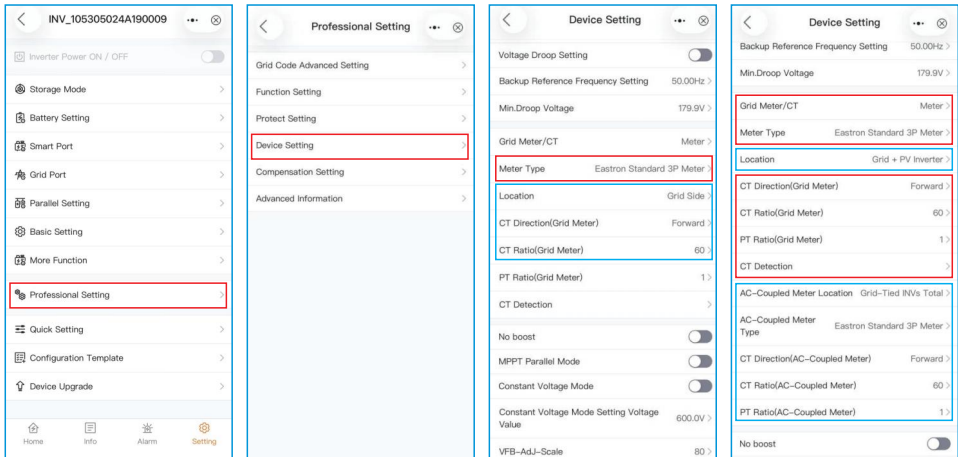 INV_105305024A190009
Inverter Power ON / OFF
Storage Mode
Battery Setting
Smart Port
Grid Port
Parallel Setting
Basic Setting
More Function
Professional Setting
Quick Setting
Configuration Template
Device Upgrade
Home Info Alarm Setting
Professional Setting
Grid Code Advanced Setting
Function Setting
Protect Setting
Device Setting
Compensation Setting
Advanced Information
Device Setting
Voltage Droop Setting
Backup Reference Frequency Setting 50.00Hz
Min.Droop Voltage 179.9V
Grid Meter/CT Meter
Meter Type Eastron Standard 3P Meter
Location Grid Side
CT Direction(Grid Meter) Forward
CT Ratio(Grid Meter) 60
PT Ratio(Grid Meter) 1
CT Detection
No boost
MPPT Parallel Mode
Constant Voltage Mode
Constant Voltage Mode Setting Voltage
Value 600.0V
VFB-AdJ-Scale 80
Device Setting
Backup Reference Frequency Setting 50.00Hz
Min.Droop Voltage 179.9V
Grid Meter/CT Meter
Meter Type Eastron Standard 3P Meter
Location Grid + PV Inverter
CT Direction(Grid Meter) Forward
CT Ratio(Grid Meter) 60
PT Ratio(Grid Meter) 1
CT Detection
AC-Coupled Meter Location Grid-Tied INVs Total
AC-Coupled Meter
Type Eastron Standard 3P Meter
CT Direction(AC-Coupled Meter) Forward
CT Ratio(AC-Coupled Meter) 60
PT Ratio(AC-Coupled Meter) 1
No boost